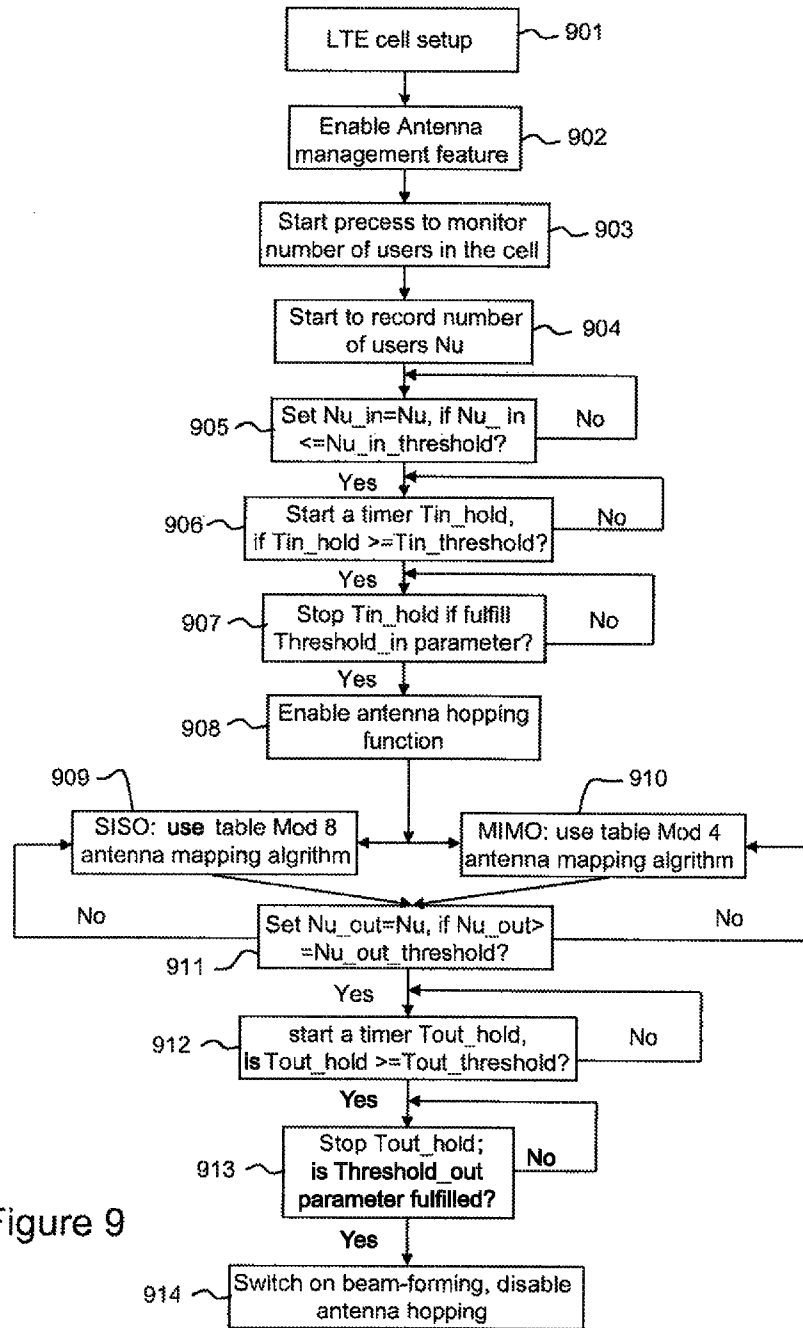 LTE cell setup
901
Enable Antenna
management feature
902
Start precess to monitor
number of users in the cell
903
Start to record number
of users Nu
904
905
Set Nu_in=Nu, if Nu_ in
<=Nu_in_threshold?
No
Yes
906
Start a timer Tin_hold,
if Tin_hold >=Tin_threshold?
No
Yes
907
Stop Tin_hold if fulfill
Threshold_in parameter?
No
Yes
908
Enable antenna hopping
function
909
910
SISO: use table Mod 8
antenna mapping algrithm
MIMO: use table Mod 4
antenna mapping algrithm
No
Set Nu_out=Nu, if Nu_out>
=Nu_out_threshold?
No
911
Yes
912
start a timer Tout_hold,
is Tout_hold >=Tout_threshold?
No
Yes
913
Stop Tout_hold;
is Threshold_out
parameter fulfilled?
No
Figure 9
Yes
914
Switch on beam-forming, disable
antenna hopping